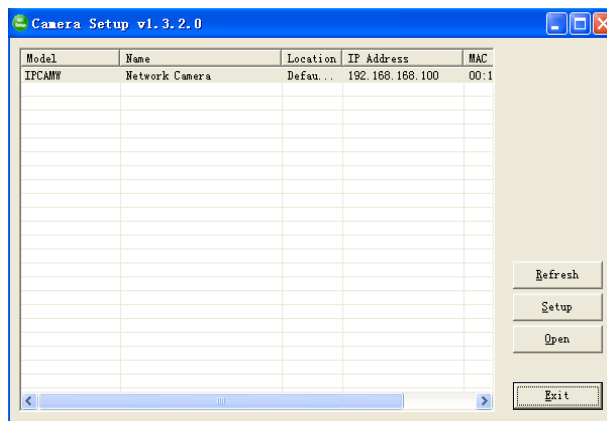 Camera Setup v1.3.2.0
Model Name Location IP Address MAC
IPCAMW Network Camera Defau... 192.168.168.100 00:1
Refresh
Setup
Open
Exit